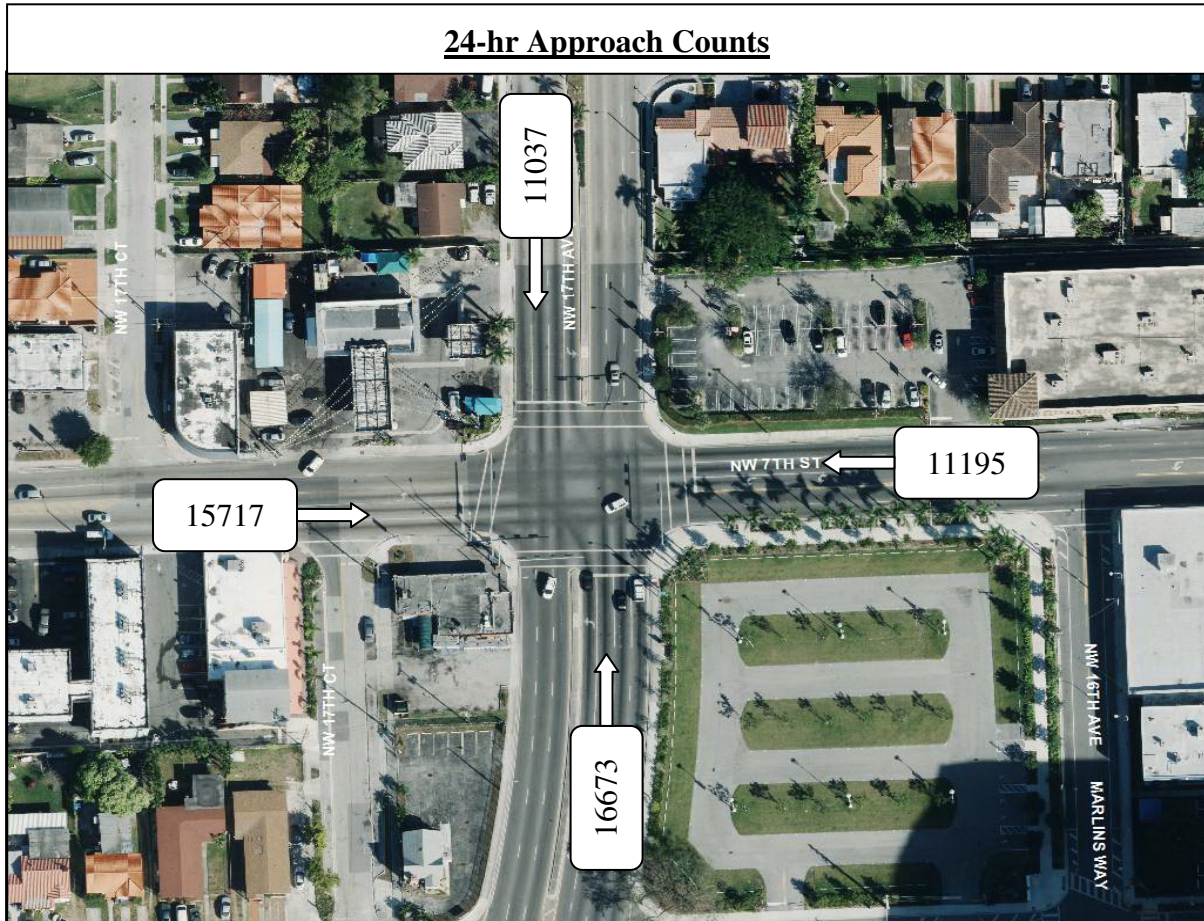 24-hr Approach Counts
11037
NW 17TH CT
NW 17TH AV
NW 7TH ST
11195
15717
NW 17TH CT
16673
NW 16TH AVE
MARLINS WAY